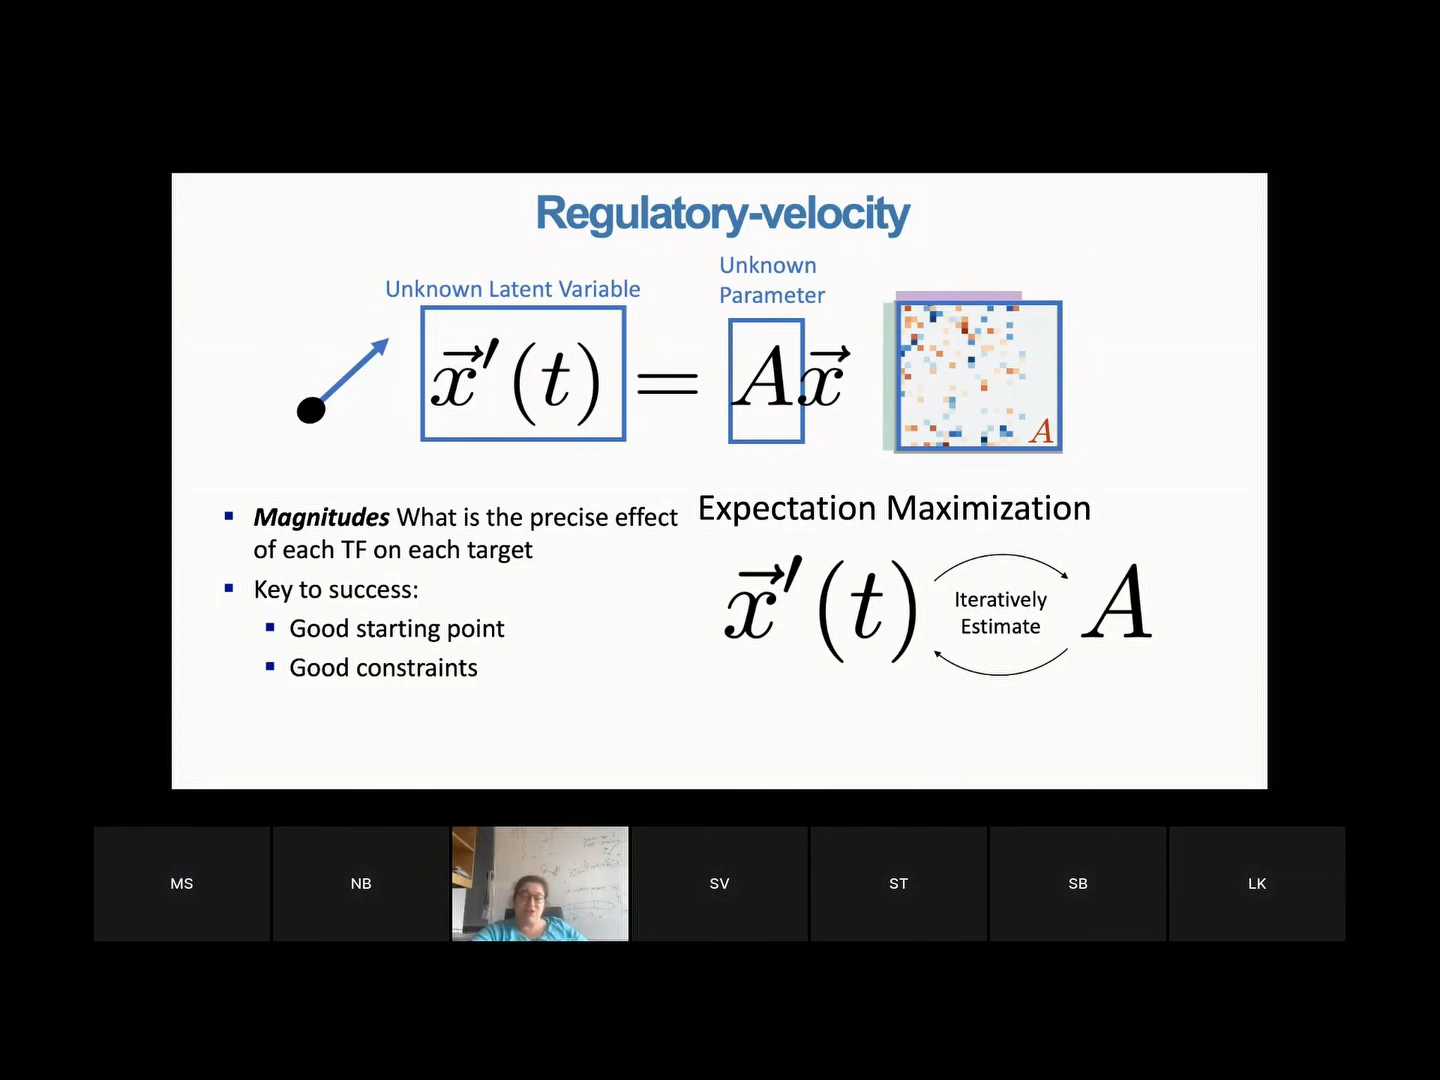 Regulatory-velocity
Unknown Latent Variable
Unknown
Parameter
x⃗′(t) = Ax⃗
A
Magnitudes What is the precise effect
of each TF on each target
Key to success:
Good starting point
Good constraints
Expectation Maximization
x⃗′(t)
Iteratively
Estimate
A
MS
NB
SV
ST
SB
LK